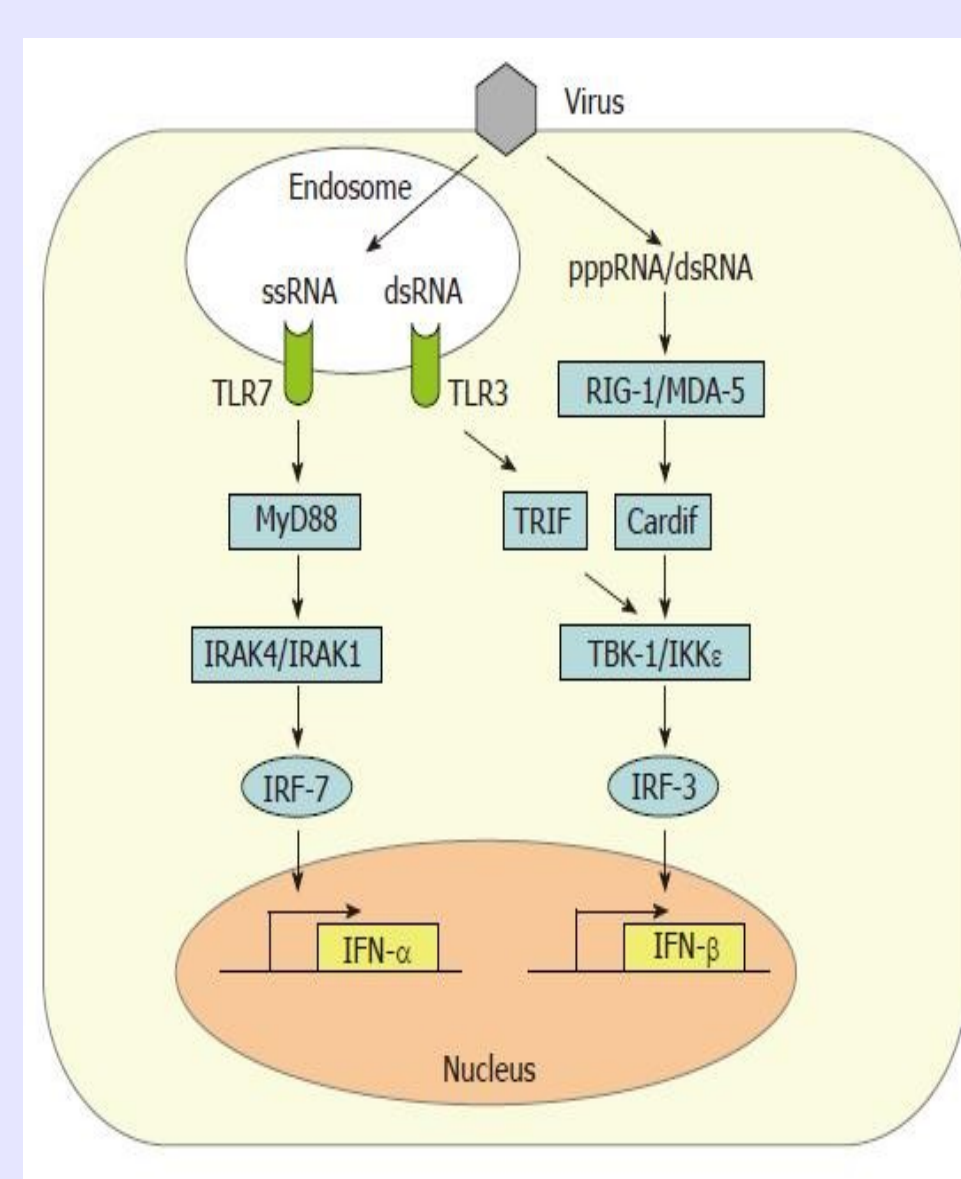 Virus
Endosome
ssRNA dsRNA
pppRNA/dsRNA
TLR7 TLR3
RIG-1/MDA-5
MyD88 TRIF Cardif
IRAK4/IRAK1 TBK-1/IKKε
IRF-7 IRF-3
IFN-α IFN-β
Nucleus